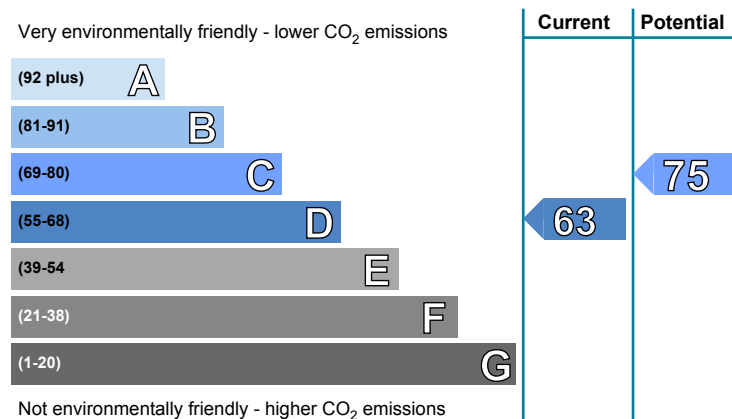 Very environmentally friendly - lower CO₂ emissions
Current
Potential
(92 plus) A
(81-91) B
(69-80) C
75
(55-68) D
63
(39-54 E
(21-38) F
(1-20) G
Not environmentally friendly - higher CO₂ emissions